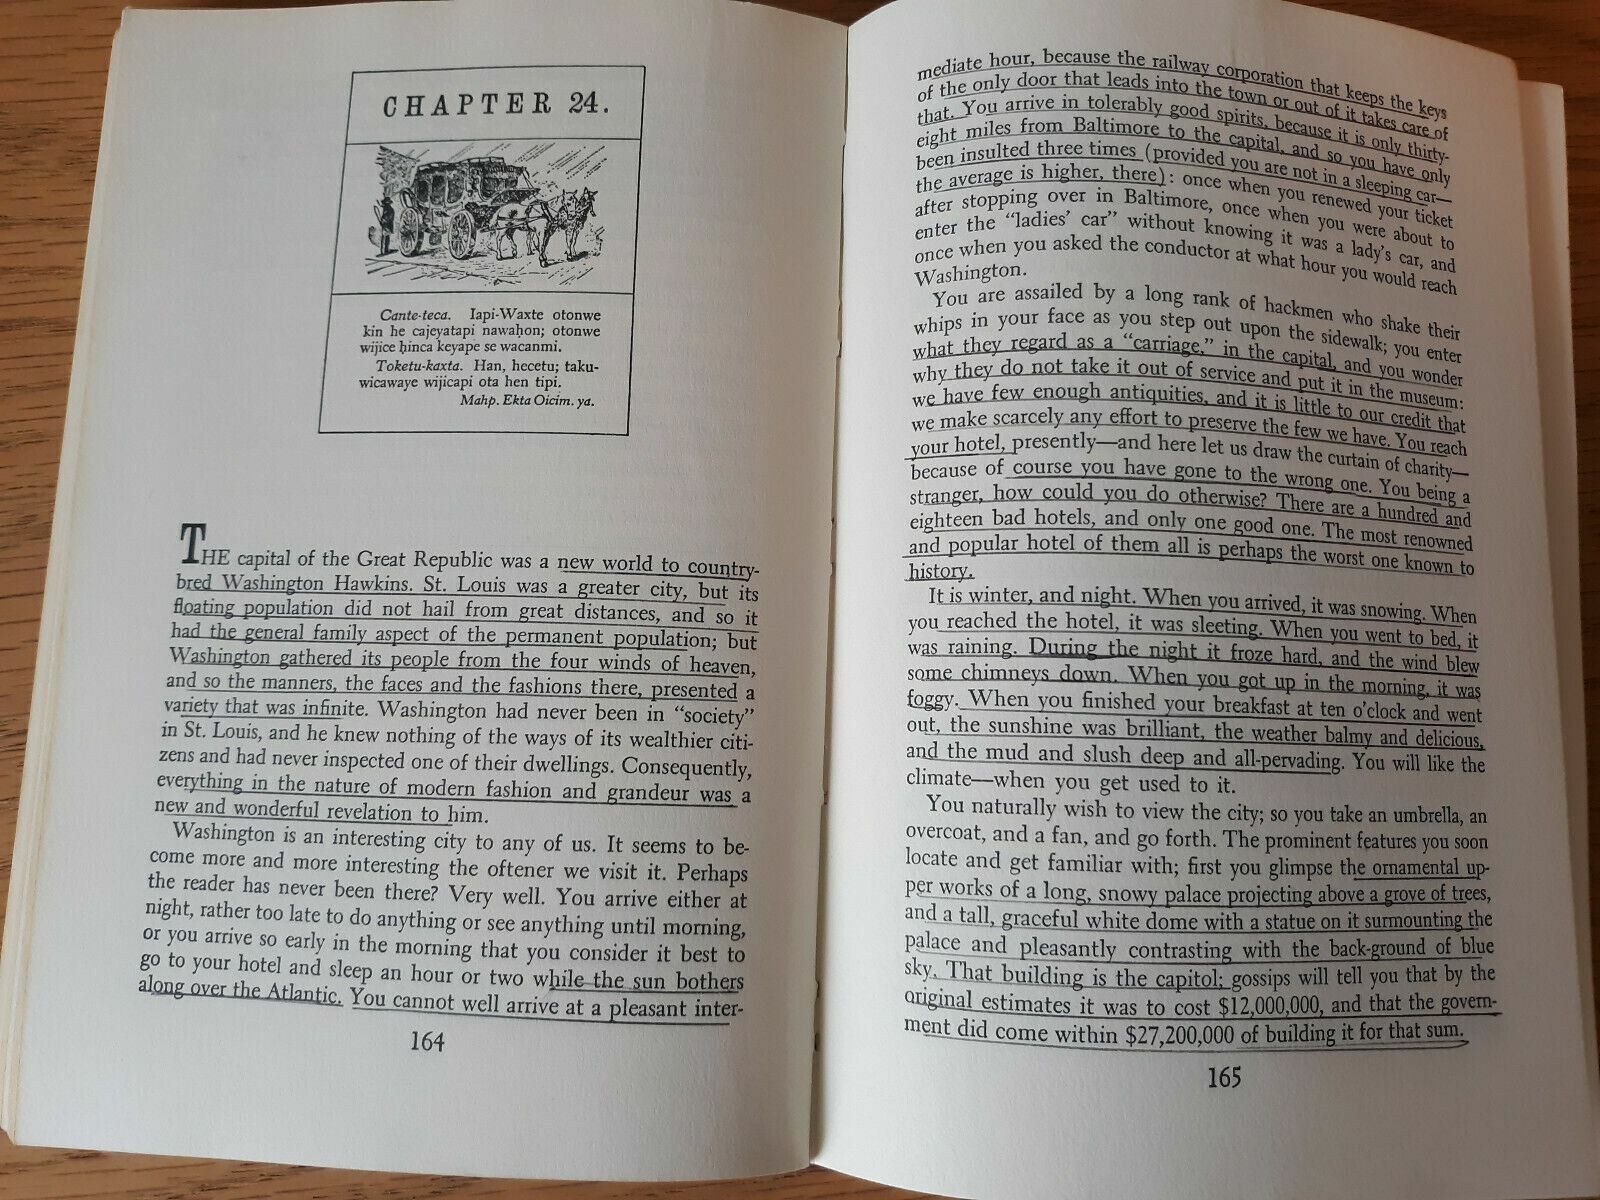 CHAPTER 24.
Cante-teca. Iapi-Waxte otonwe
kin he cajeyatapi nawaḣon; otonwe
wijice ḣinca keyape se wacanmi.
Toketu-kaxta. Han, hecetu; taku-
wicawaye wijicapi ota hen tipi.
Mahp. Ekta Oicim. ya.
THE capital of the Great Republic was a new world to country-
bred Washington Hawkins. St. Louis was a greater city, but its
floating population did not hail from great distances, and so it
had the general family aspect of the permanent population; but
Washington gathered its people from the four winds of heaven,
and so the manners, the faces and the fashions there, presented a
variety that was infinite. Washington had never been in "society"
in St. Louis, and he knew nothing of the ways of its wealthier citi-
zens and had never inspected one of their dwellings. Consequently,
everything in the nature of modern fashion and grandeur was a
new and wonderful revelation to him.
Washington is an interesting city to any of us. It seems to be-
come more and more interesting the oftener we visit it. Perhaps
the reader has never been there? Very well. You arrive either at
night, rather too late to do anything or see anything until morning,
or you arrive so early in the morning that you consider it best to
go to your hotel and sleep an hour or two while the sun bothers
along over the Atlantic. You cannot well arrive at a pleasant inter-
164
mediate hour, because the railway corporation that keeps the keys
of the only door that leads into the town or out of it takes care of
that. You arrive in tolerably good spirits, because it is only thirty-
eight miles from Baltimore to the capital, and so you have only
been insulted three times (provided you are not in a sleeping car—
the average is higher, there): once when you renewed your ticket
after stopping over in Baltimore, once when you were about to
enter the "ladies' car" without knowing it was a lady's car, and
once when you asked the conductor at what hour you would reach
Washington.
You are assailed by a long rank of hackmen who shake their
whips in your face as you step out upon the sidewalk; you enter
what they regard as a "carriage," in the capital, and you wonder
why they do not take it out of service and put it in the museum:
we have few enough antiquities, and it is little to our credit that
we make scarcely any effort to preserve the few we have. You reach
your hotel, presently—and here let us draw the curtain of charity—
because of course you have gone to the wrong one. You being a
stranger, how could you do otherwise? There are a hundred and
eighteen bad hotels, and only one good one. The most renowned
and popular hotel of them all is perhaps the worst one known to
history.
It is winter, and night. When you arrived, it was snowing. When
you reached the hotel, it was sleeting. When you went to bed, it
was raining. During the night it froze hard, and the wind blew
some chimneys down. When you got up in the morning, it was
foggy. When you finished your breakfast at ten o'clock and went
out, the sunshine was brilliant, the weather balmy and delicious,
and the mud and slush deep and all-pervading. You will like the
climate—when you get used to it.
You naturally wish to view the city; so you take an umbrella, an
overcoat, and a fan, and go forth. The prominent features you soon
locate and get familiar with; first you glimpse the ornamental up-
per works of a long, snowy palace projecting above a grove of trees,
and a tall, graceful white dome with a statue on it surmounting the
palace and pleasantly contrasting with the back-ground of blue
sky. That building is the capitol; gossips will tell you that by the
original estimates it was to cost $12,000,000, and that the govern-
ment did come within $27,200,000 of building it for that sum.
165